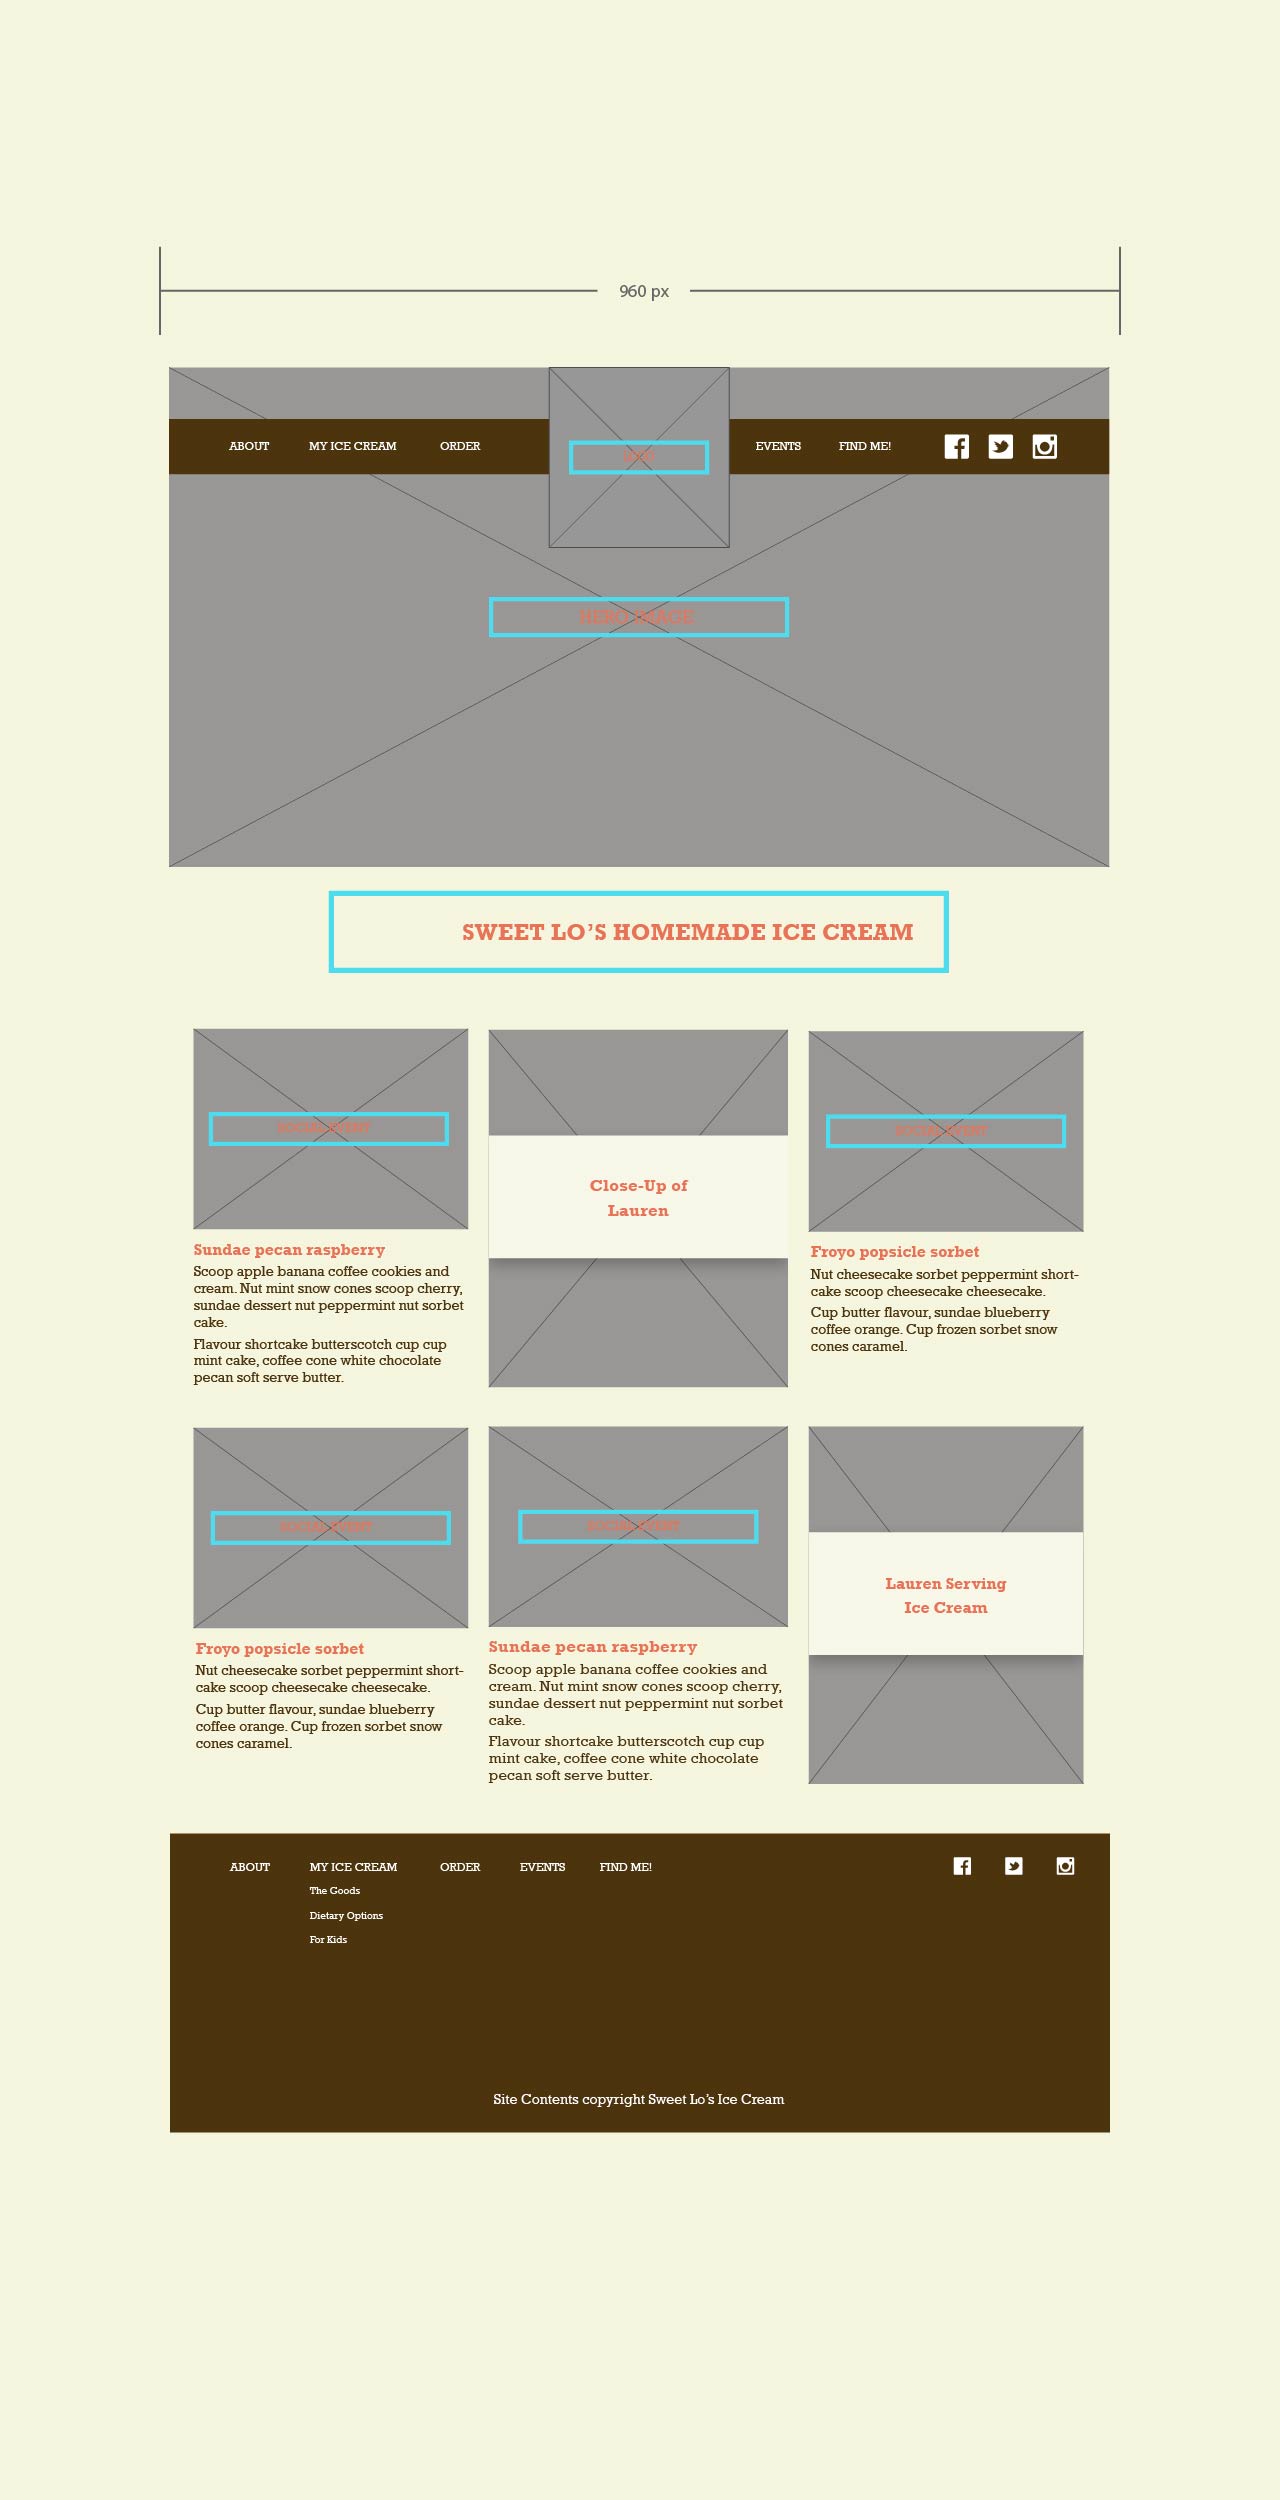 960 px
ABOUT MY ICE CREAM ORDER EVENTS FIND ME!
HERO IMAGE
SWEET LO’S HOMEMADE ICE CREAM
SOCIAL EVENT
Sundae pecan raspberry
Scoop apple banana coffee cookies and
cream. Nut mint snow cones scoop cherry,
sundae dessert nut peppermint nut sorbet
cake.
Flavour shortcake butterscotch cup cup
mint cake, coffee cone white chocolate
pecan soft serve butter.
Close-Up of
Lauren
SOCIAL EVENT
Froyo popsicle sorbet
Nut cheesecake sorbet peppermint short-
cake scoop cheesecake cheesecake.
Cup butter flavour, sundae blueberry
coffee orange. Cup frozen sorbet snow
cones caramel.
SOCIAL EVENT
Froyo popsicle sorbet
Nut cheesecake sorbet peppermint short-
cake scoop cheesecake cheesecake.
Cup butter flavour, sundae blueberry
coffee orange. Cup frozen sorbet snow
cones caramel.
SOCIAL EVENT
Sundae pecan raspberry
Scoop apple banana coffee cookies and
cream. Nut mint snow cones scoop cherry,
sundae dessert nut peppermint nut sorbet
cake.
Flavour shortcake butterscotch cup cup
mint cake, coffee cone white chocolate
pecan soft serve butter.
Lauren Serving
Ice Cream
ABOUT MY ICE CREAM ORDER EVENTS FIND ME!
The Goods
Dietary Options
For Kids
Site Contents copyright Sweet Lo’s Ice Cream